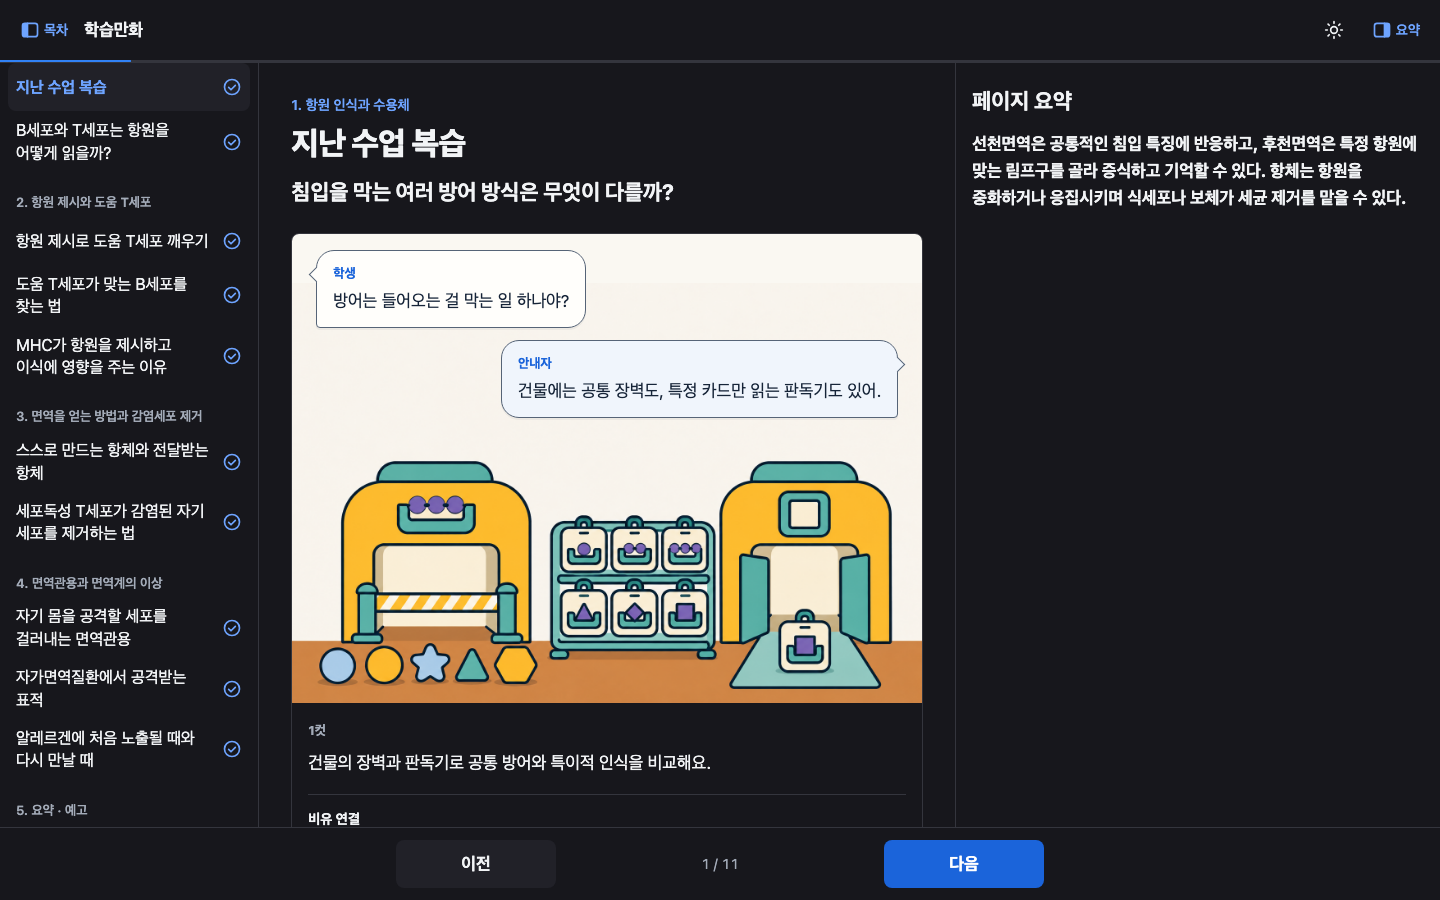 목차
학습만화
요약
지난 수업 복습
B세포와 T세포는 항원을
어떻게 읽을까?
2. 항원 제시와 도움 T세포
항원 제시로 도움 T세포 깨우기
도움 T세포가 맞는 B세포를
찾는 법
MHC가 항원을 제시하고
이식에 영향을 주는 이유
3. 면역을 얻는 방법과 감염세포 제거
스스로 만드는 항체와 전달받는
항체
세포독성 T세포가 감염된 자기
세포를 제거하는 법
4. 면역관용과 면역계의 이상
자기 몸을 공격할 세포를
걸러내는 면역관용
자가면역질환에서 공격받는
표적
알레르겐에 처음 노출될 때와
다시 만날 때
5. 요약 · 예고
1. 항원 인식과 수용체
지난 수업 복습
침입을 막는 여러 방어 방식은 무엇이 다를까?
학생
방어는 들어오는 걸 막는 일 하나야?
안내자
건물에는 공통 장벽도, 특정 카드만 읽는 판독기도 있어.
1컷
건물의 장벽과 판독기로 공통 방어와 특이적 인식을 비교해요.
비유 연결
페이지 요약
선천면역은 공통적인 침입 특징에 반응하고, 후천면역은 특정 항원에
맞는 림프구를 골라 증식하고 기억할 수 있다. 항체는 항원을
중화하거나 응집시키며 식세포나 보체가 세균 제거를 맡을 수 있다.
이전
1 / 11
다음